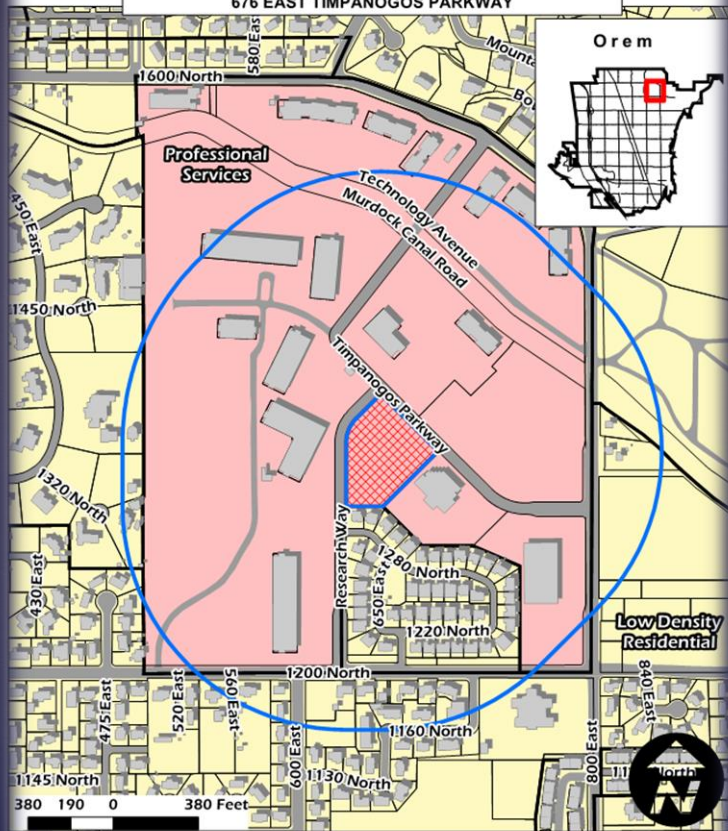 676 EAST TIMPANOGOS PARKWAY
Orem
580 East
1600 North
Professional
Services
Technology Avenue
Murdock Canal Road
450 East
1450 North
Timpanogos Parkway
1320 North
Research Way
430 East
650 East
1280 North
1220 North
Low Density
Residential
1200 North
475 East
520 East
560 East
600 East
1160 North
840 East
800 East
1145 North
1130 North
North
380 190 0 380 Feet